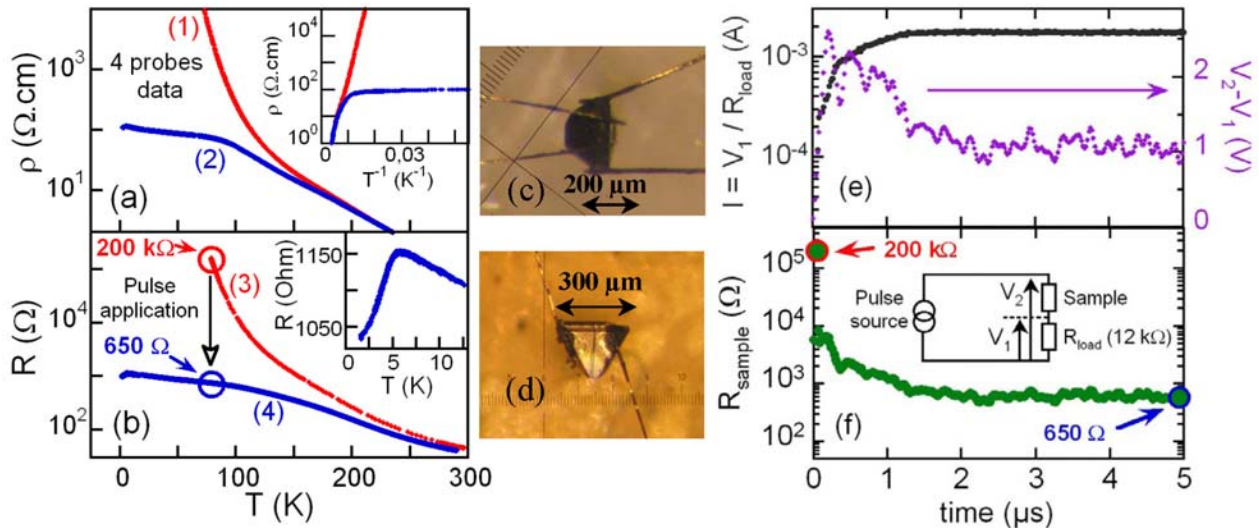 (1)
4 probes
data
(2)
(a)
ρ (Ω.cm)
10³
10¹
ρ (Ω.cm)
10⁴
10²
10⁰
0 0,03
T⁻¹ (K⁻¹)
200 kΩ
(3)
Pulse
application
650 Ω
(4)
(b)
R (Ω)
10⁴
10²
R (Ohm)
1150
1050
0 5 10
T (K)
0 100 200 300
T (K)
(c)
200 µm
300 µm
(d)
I = V₁ / R_load (A)
10⁻³
10⁻⁴
(e)
2
1
0
V₂-V₁ (V)
200 kΩ
R_sample (Ω)
10⁵
10⁴
10³
10²
Pulse
source
V₂
V₁
Sample
R_load (12 kΩ)
(f)
650 Ω
0 1 2 3 4 5
time (µs)